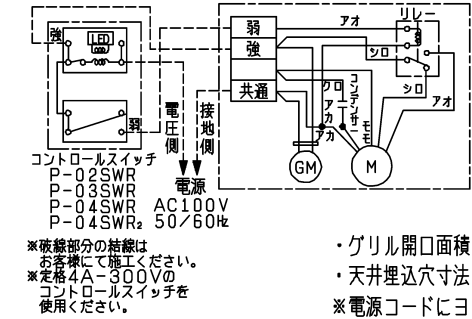 強
LED
弱
コントロールスイッチ
P-02SWR
P-03SWR
P-04SWR
P-04SWR₂
電圧側
接地側
電源
AC100V
50/60Hz
弱
強
共通
リレー
アオ
シロ
クロ
コンデンサー
アカ
アカ
モモ
シロ
アオ
GM
M
※破線部分の結線は
お客様にて施工ください。
※定格4A-300Vの
コントロールスイッチを
使用ください。
・グリル開口面積
・天井埋込穴寸法
※電源コードにヨ